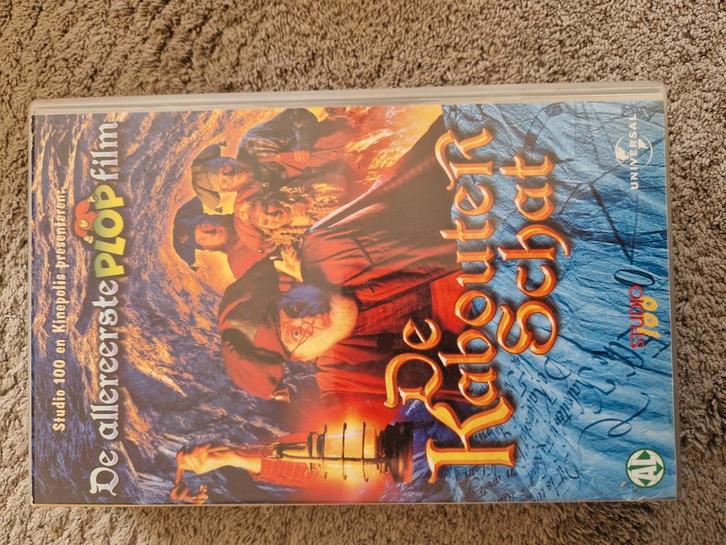 Studio 100 en Kinepolis presenteren:
De allereerste PLOP film
De
Kabouter
Schat
AL
STUDIO
100
UNIVERSAL